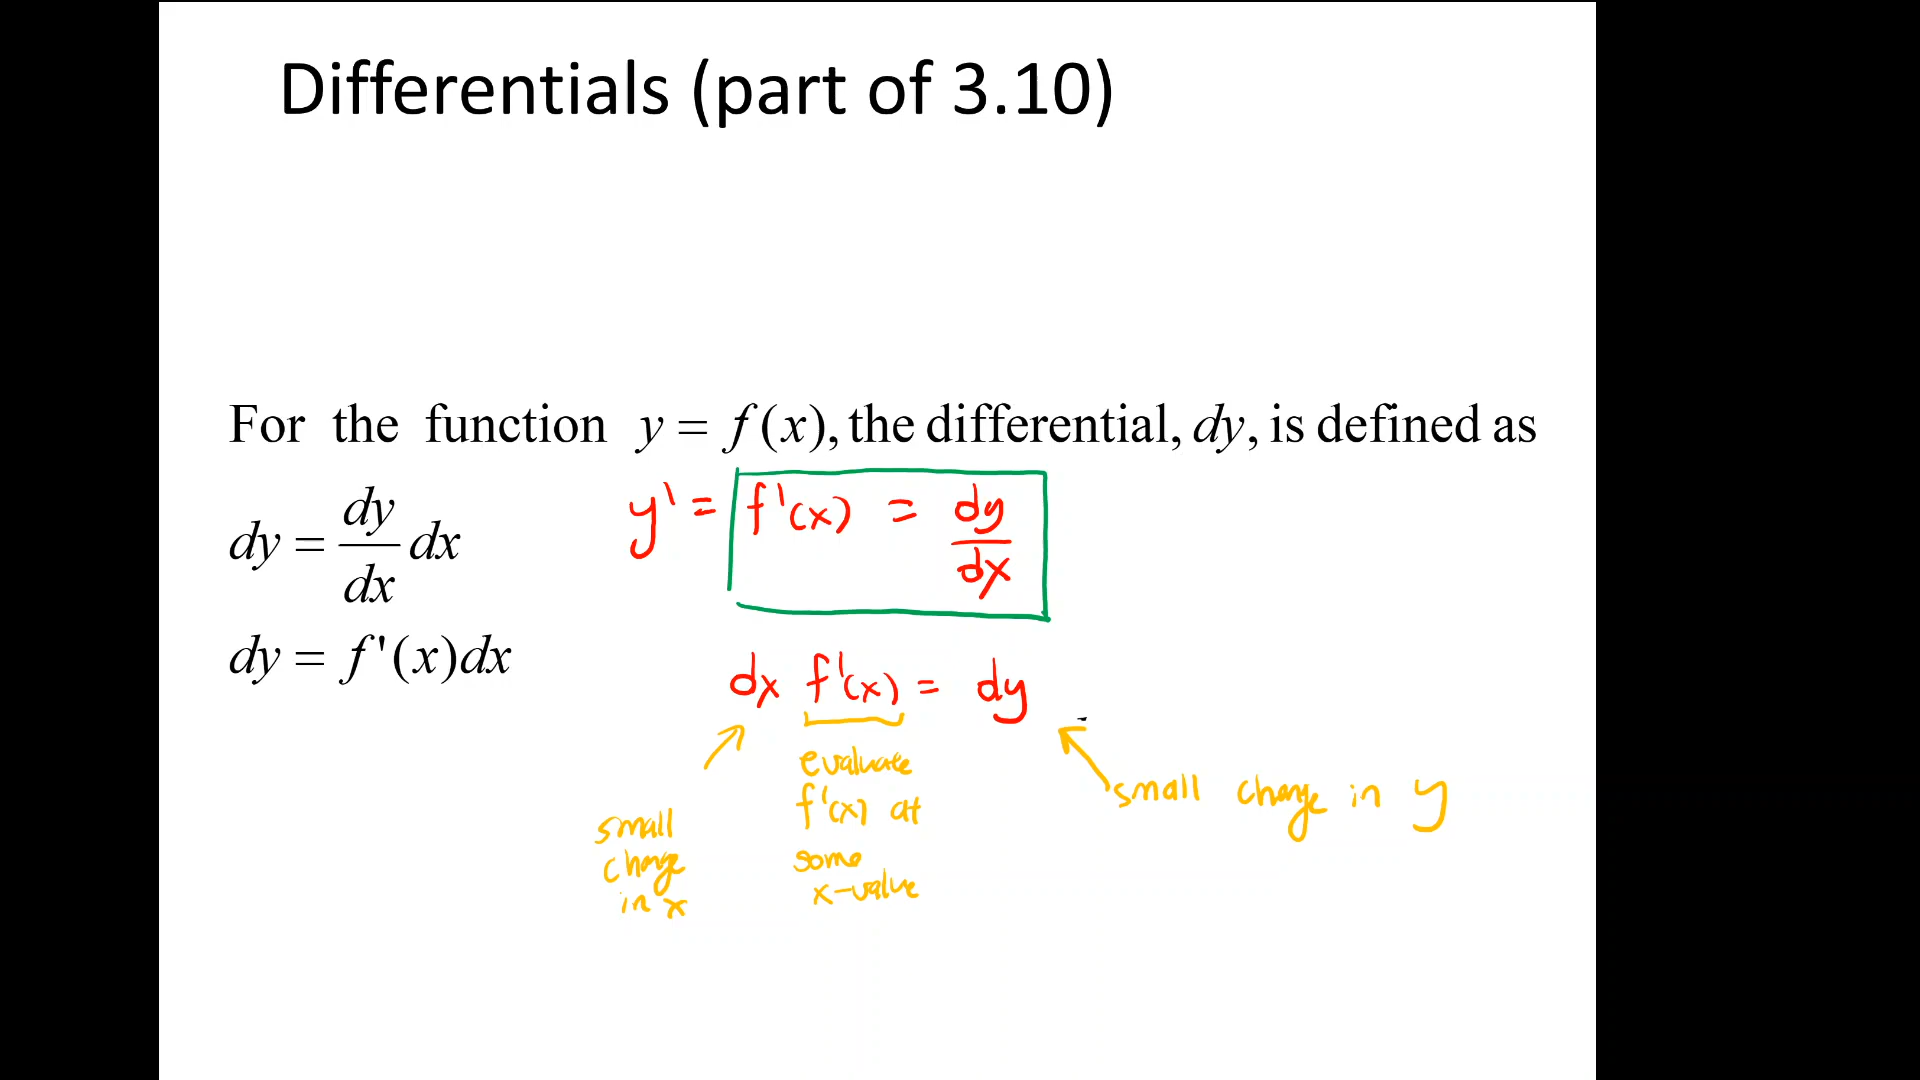 Differentials (part of 3.10)
For the function y = f(x), the differential, dy, is defined as
dy = dy/dx dx
dy = f'(x)dx
y' = f'(x) = dy/dx
dx f'(x) = dy
small
change
in x
evaluate
f'(x) at
some
x-value
small change in y